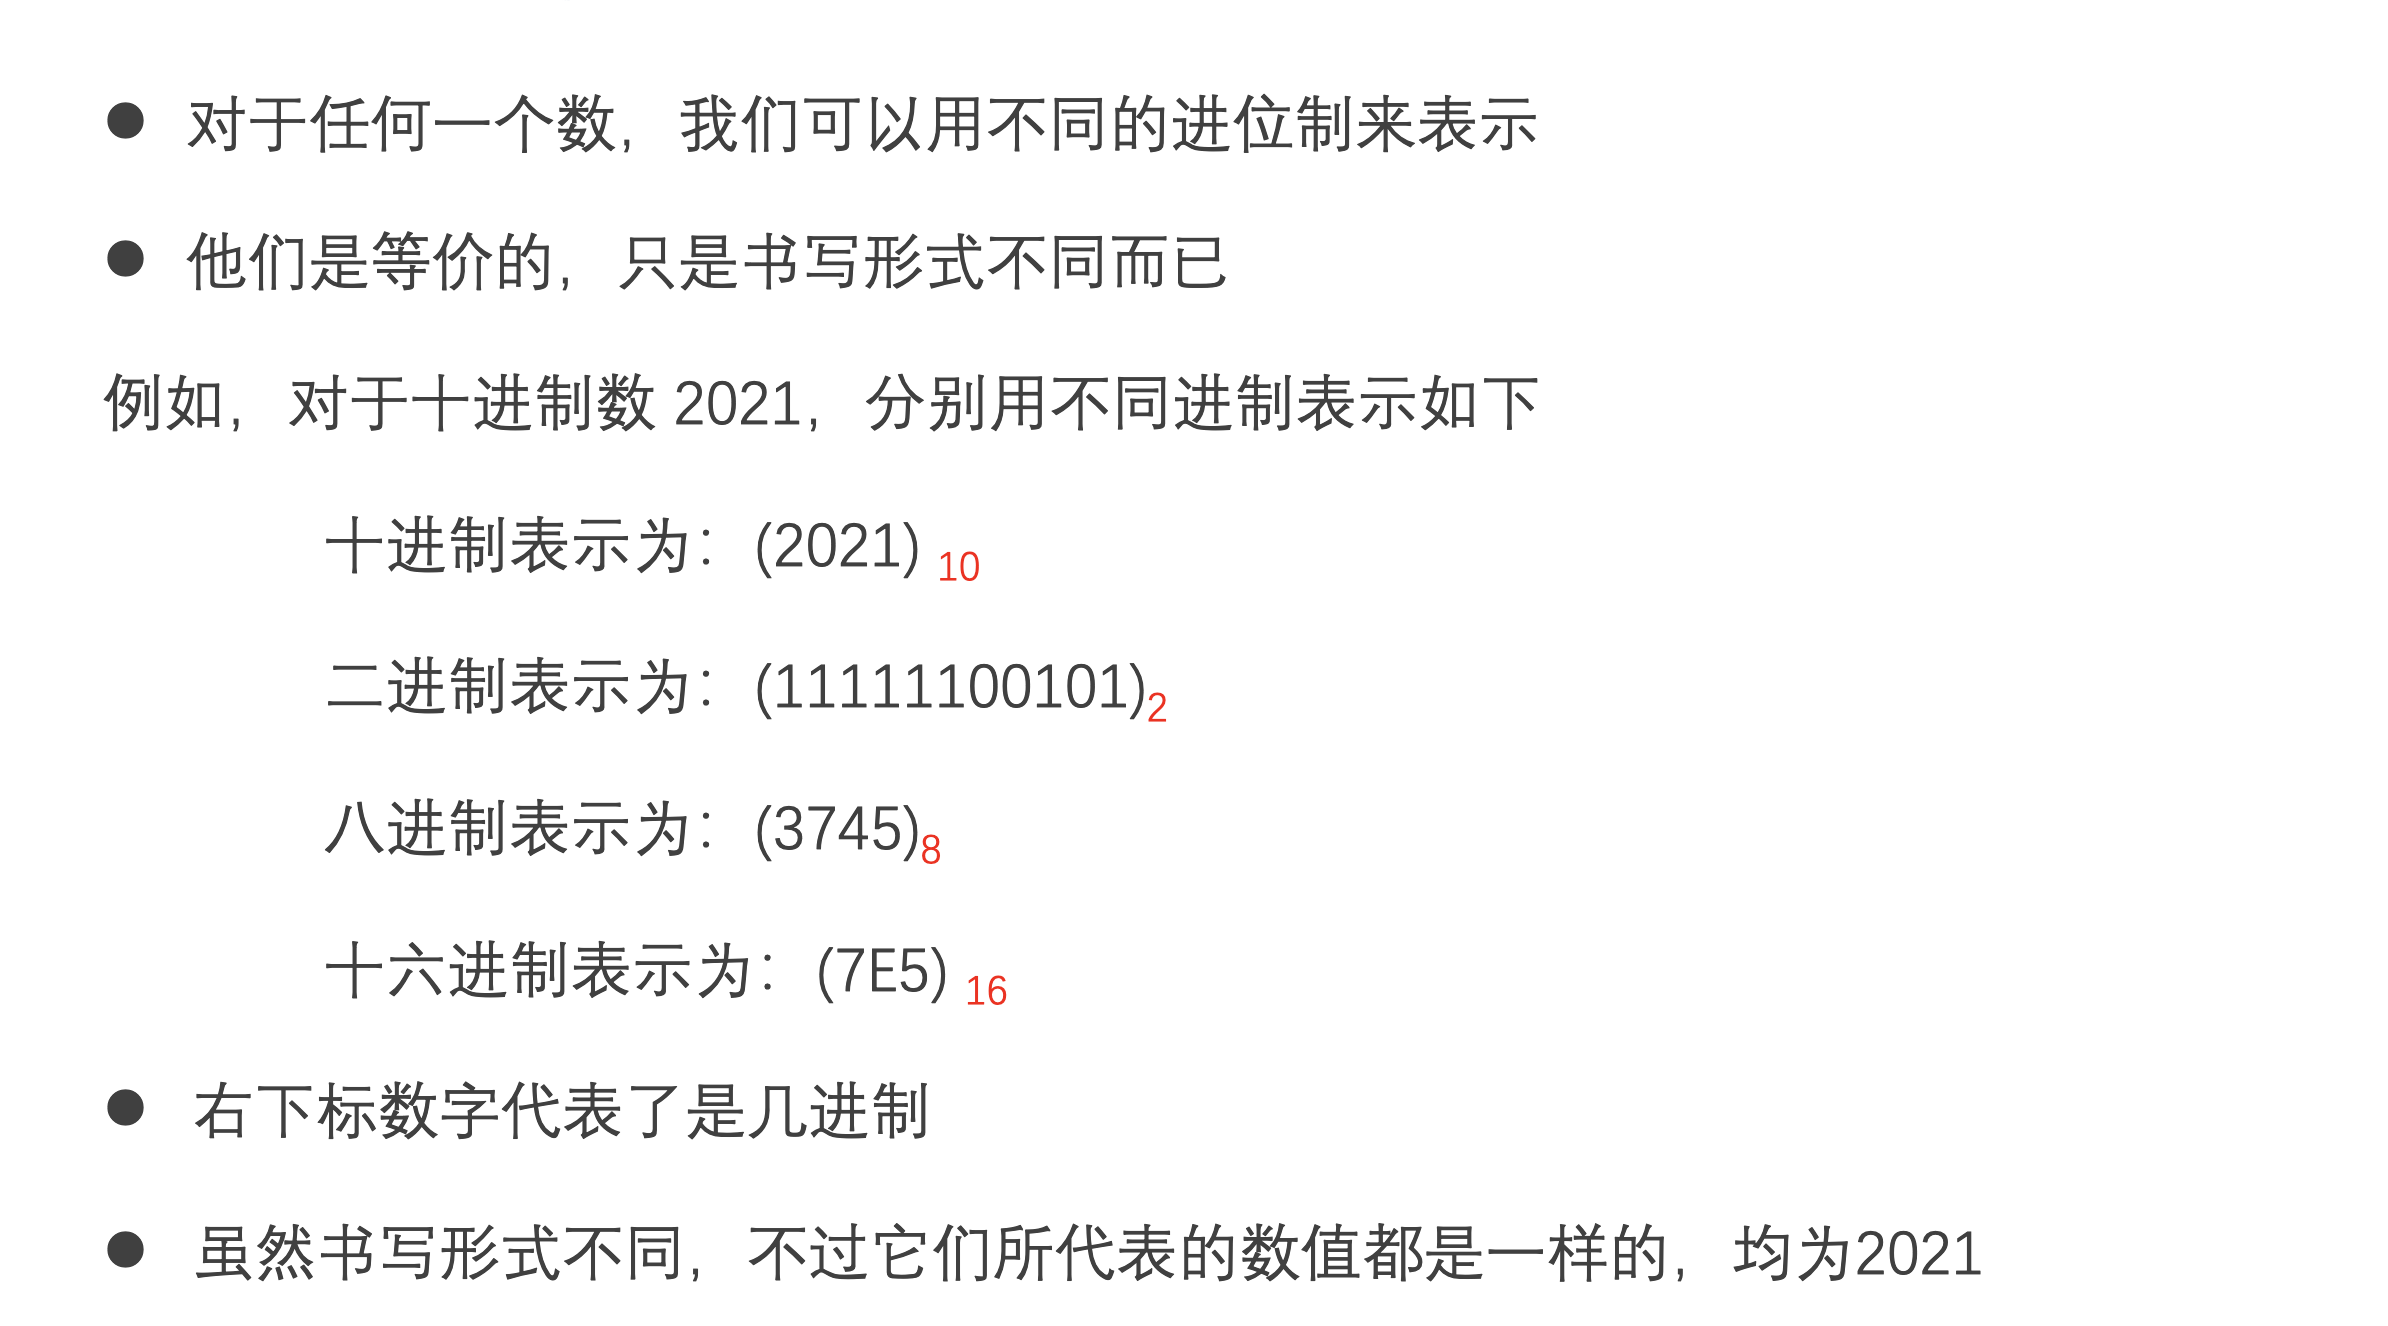 ● 对于任何一个数，我们可以用不同的进位制来表示
● 他们是等价的，只是书写形式不同而已
例如，对于十进制数 2021，分别用不同进制表示如下
十进制表示为：(2021) 10
二进制表示为：(11111100101)2
八进制表示为：(3745)8
十六进制表示为：(7E5) 16
● 右下标数字代表了是几进制
● 虽然书写形式不同，不过它们所代表的数值都是一样的，均为2021